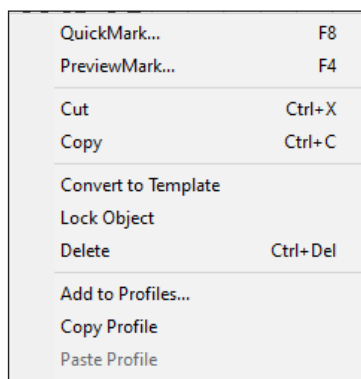 QuickMark... F8
PreviewMark... F4
Cut Ctrl+X
Copy Ctrl+C
Convert to Template
Lock Object
Delete Ctrl+Del
Add to Profiles...
Copy Profile
Paste Profile